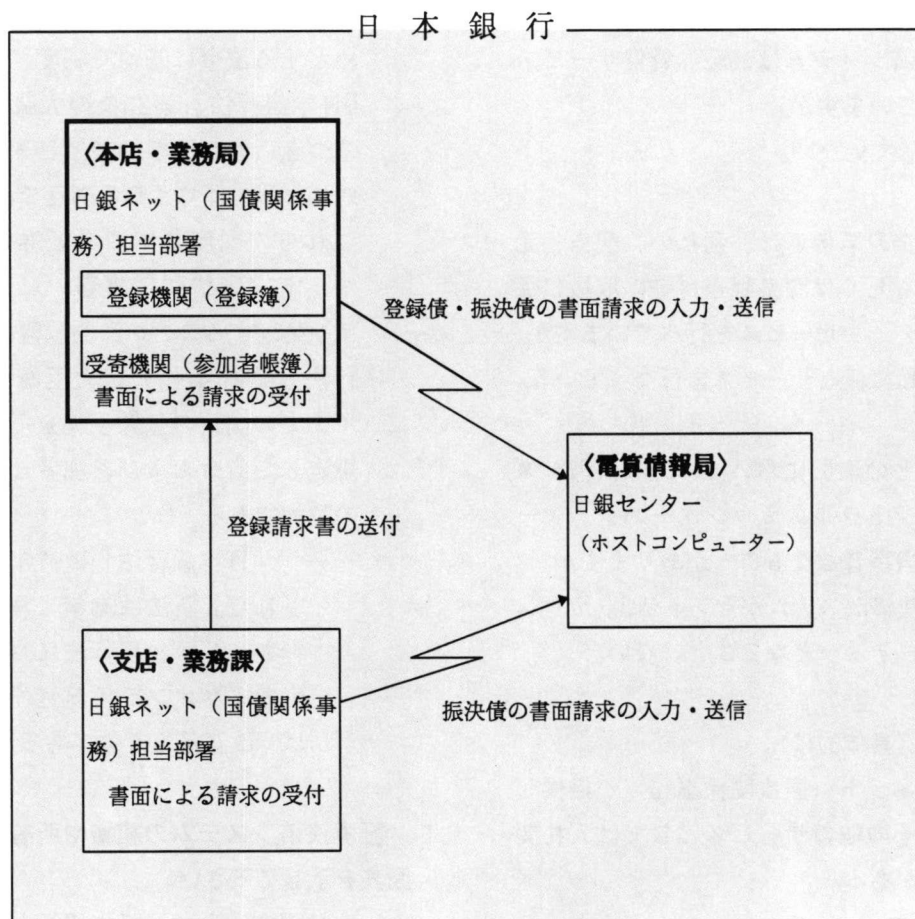 日本銀行
〈本店・業務局〉
日銀ネット（国債関係事
務）担当部署
登録機関（登録簿）
受寄機関（参加者帳簿）
書面による請求の受付
登録債・振決債の書面請求の入力・送信
登録請求書の送付
〈電算情報局〉
日銀センター
（ホストコンピューター）
〈支店・業務課〉
日銀ネット（国債関係事
務）担当部署
書面による請求の受付
振決債の書面請求の入力・送信